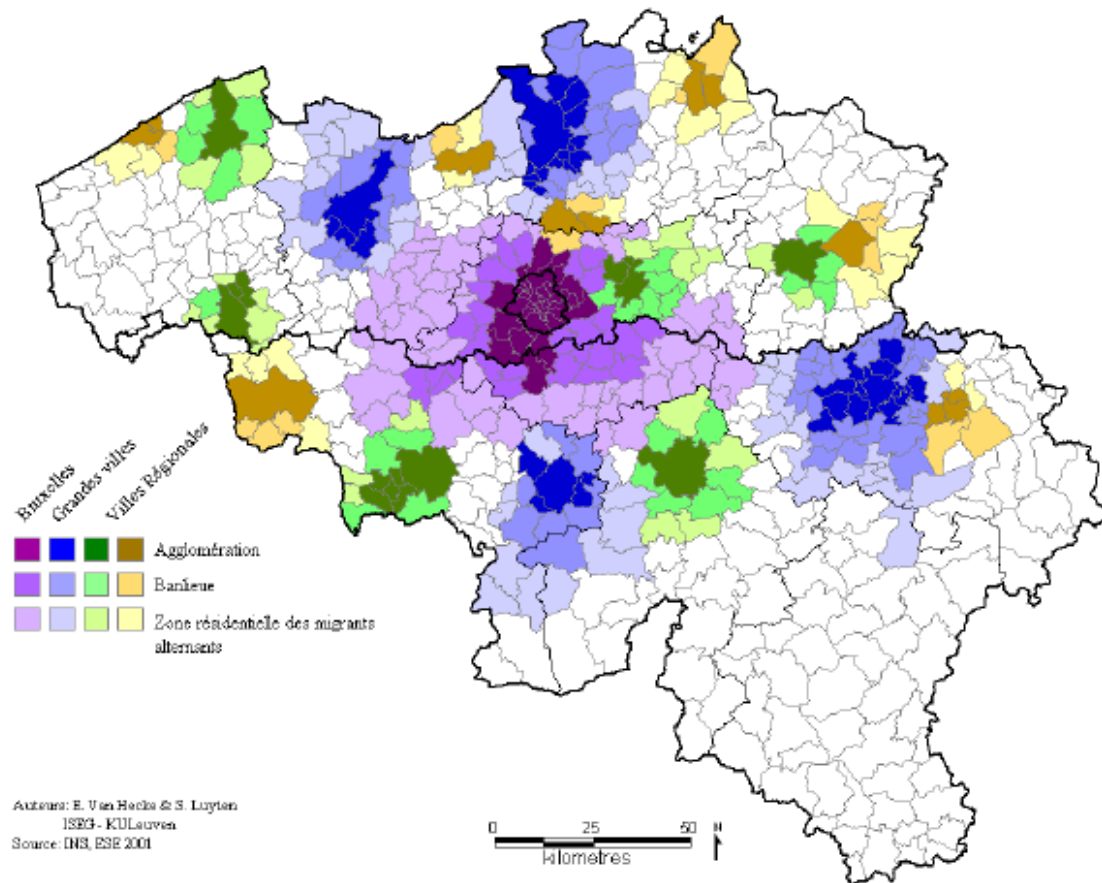 Bruxelles
Grandes villes
Villes Régionales
Agglomération
Banlieue
Zone résidentielle des migrants
alternants
Auteurs: E. Van Hecke & S. Luyten
ISEG - KULeuven
Source: INS, ESE 2001
0 25 50
kilometres
N